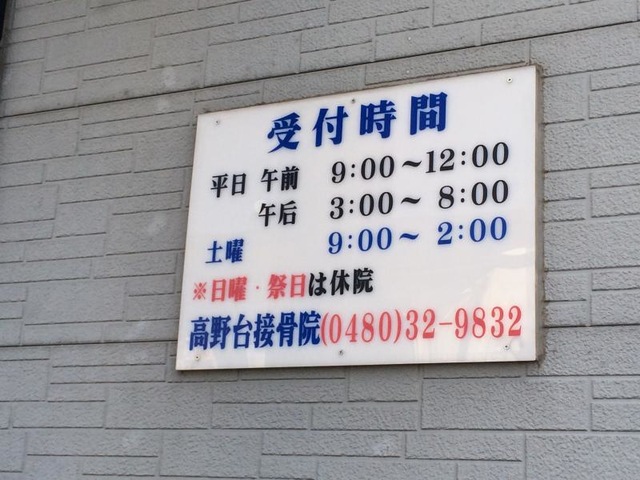 受付時間
平日 午前 9:00～12:00
午后 3:00～ 8:00
土曜 9:00～ 2:00
※日曜・祭日は休院
高野台接骨院(0480)32-9832